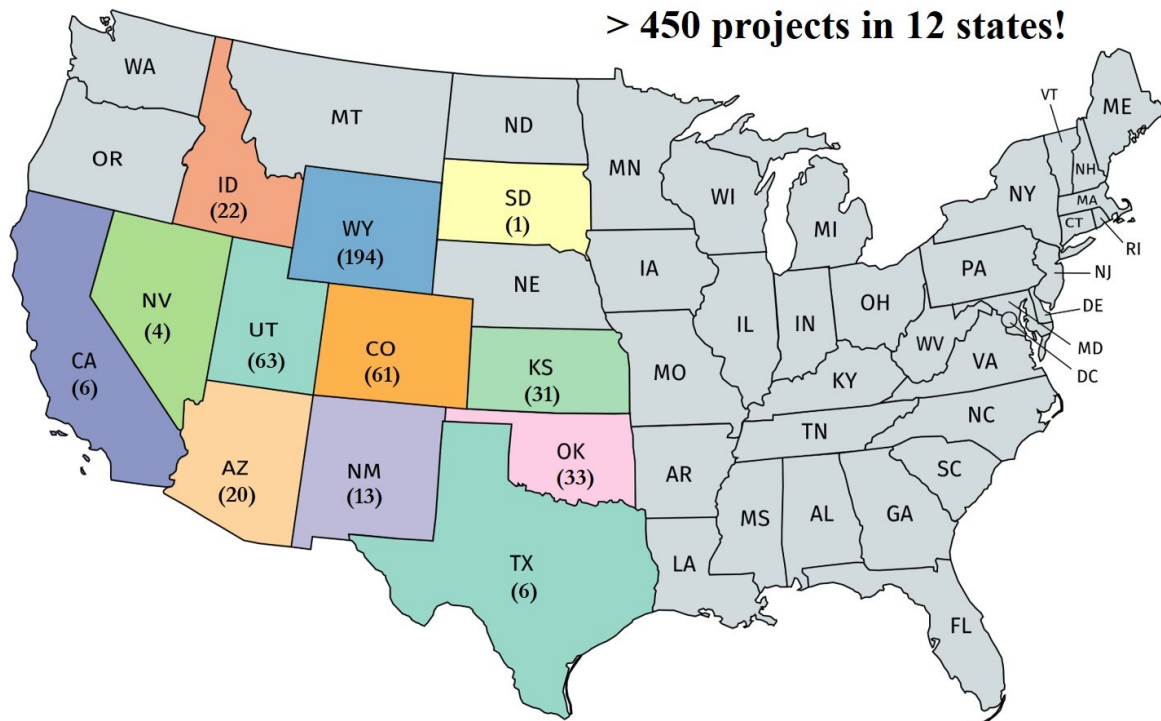 > 450 projects in 12 states!
WA
OR
MT
ND
MN
ID
(22)
WY
(194)
SD
(1)
WI
MI
VT
ME
NH
NY
MA
CT
RI
NV
(4)
UT
(63)
CO
(61)
NE
IA
IL
IN
OH
PA
NJ
DE
MD
DC
CA
(6)
KS
(31)
MO
KY
WV
VA
AZ
(20)
NM
(13)
OK
(33)
AR
TN
NC
SC
TX
(6)
LA
MS
AL
GA
FL